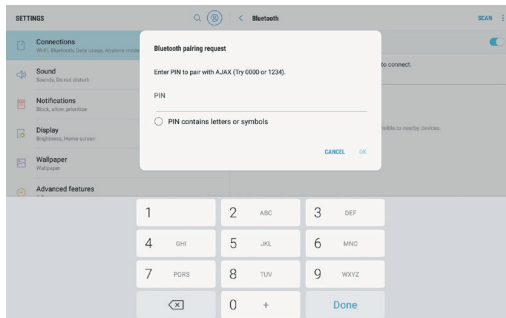 SETTINGS
Bluetooth
SCAN
Connections
Wi-Fi, Bluetooth, Data usage, Airplane mode
Sound
Sounds, Do not disturb
Notifications
Block, allow, prioritize
Display
Brightness, Home screen
Wallpaper
Wallpaper
Advanced features
to connect.
visible to nearby devices.
Bluetooth pairing request
Enter PIN to pair with AJAX (Try 0000 or 1234).
PIN
PIN contains letters or symbols
CANCEL OK
1 2 ABC 3 DEF
4 GHI 5 JKL 6 MNO
7 PQRS 8 TUV 9 WXYZ
0 + Done